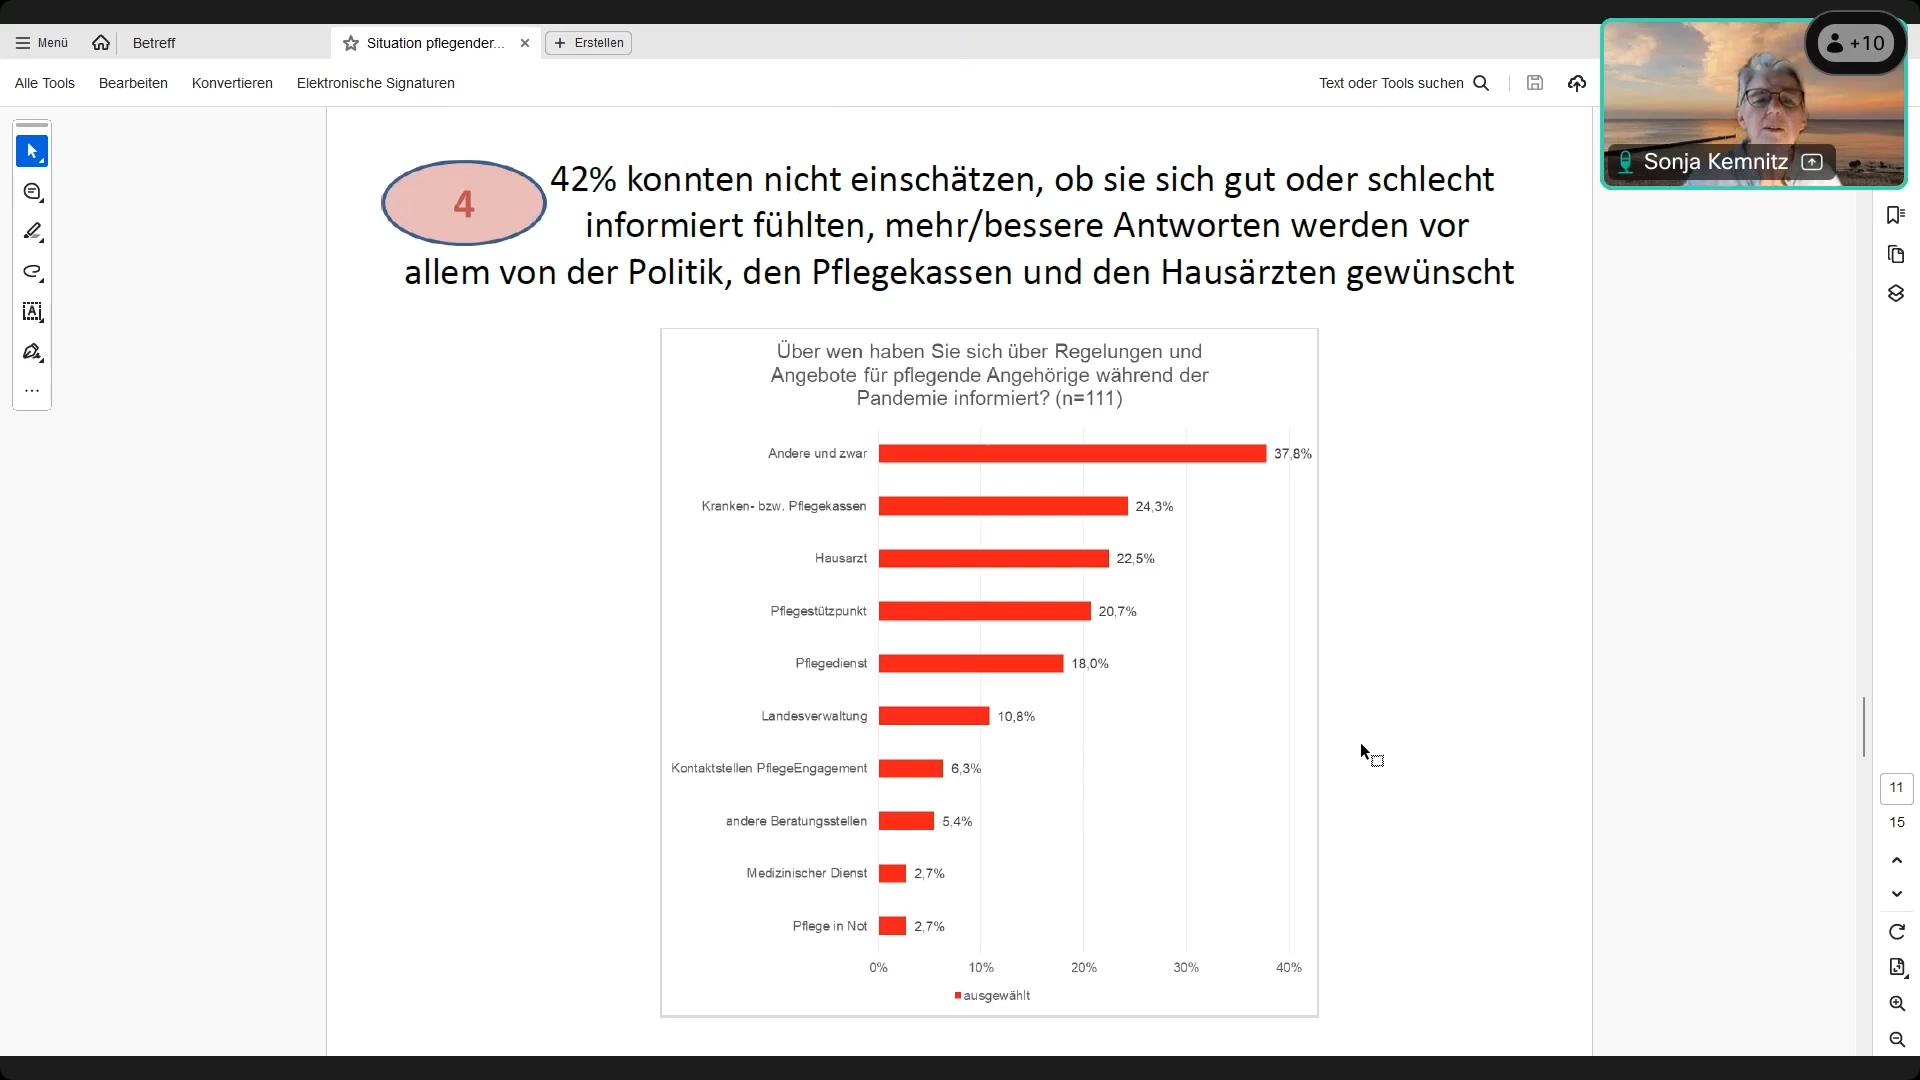 Menü
Betreff
Situation pflegender...
Erstellen
+10
Alle Tools
Bearbeiten
Konvertieren
Elektronische Signaturen
Text oder Tools suchen
Sonja Kemnitz
4
42% konnten nicht einschätzen, ob sie sich gut oder schlecht
informiert fühlten, mehr/bessere Antworten werden vor
allem von der Politik, den Pflegekassen und den Hausärzten gewünscht
Über wen haben Sie sich über Regelungen und
Angebote für pflegende Angehörige während der
Pandemie informiert? (n=111)
Andere und zwar 37,8%
Kranken- bzw. Pflegekassen 24,3%
Hausarzt 22,5%
Pflegestützpunkt 20,7%
Pflegedienst 18,0%
Landesverwaltung 10,8%
Kontaktstellen PflegeEngagement 6,3%
andere Beratungsstellen 5,4%
Medizinischer Dienst 2,7%
Pflege in Not 2,7%
0% 10% 20% 30% 40%
ausgewählt
11
15